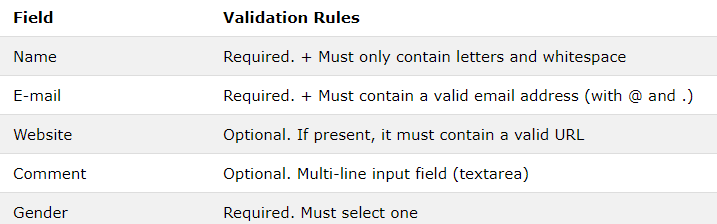 Field Validation Rules
Name Required. + Must only contain letters and whitespace
E-mail Required. + Must contain a valid email address (with @ and .)
Website Optional. If present, it must contain a valid URL
Comment Optional. Multi-line input field (textarea)
Gender Required. Must select one